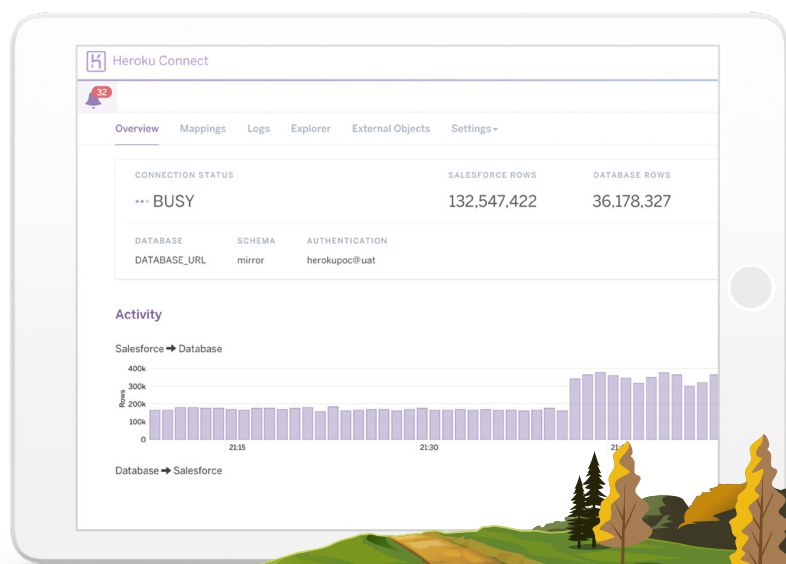 Heroku Connect
32
Overview Mappings Logs Explorer External Objects Settings
CONNECTION STATUS SALESFORCE ROWS DATABASE ROWS
BUSY 132,547,422 36,178,327
DATABASE SCHEMA AUTHENTICATION
DATABASE_URL mirror herokupoc@uat
Activity
Salesforce ➔ Database
400k
300k
Rows
200k
100k
0
21:15 21:30
Database ➔ Salesforce